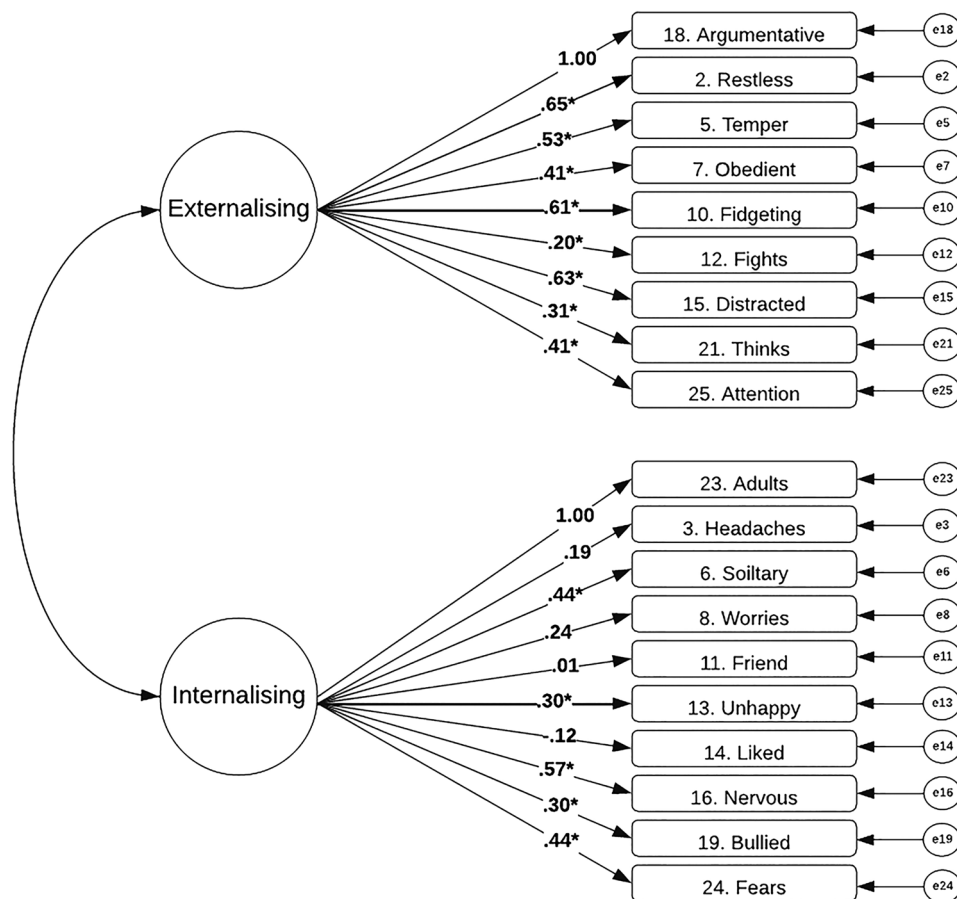 18. Argumentative
e18
1.00
2. Restless
e2
.65*
5. Temper
e5
.53*
7. Obedient
e7
.41*
Externalising
10. Fidgeting
e10
.61*
12. Fights
e12
.20*
15. Distracted
e15
.63*
21. Thinks
e21
.31*
25. Attention
e25
.41*
23. Adults
e23
1.00
3. Headaches
e3
.19
6. Soiltary
e6
.44*
8. Worries
e8
.24
11. Friend
e11
.01
Internalising
13. Unhappy
e13
.30*
14. Liked
e14
-.12
16. Nervous
e16
.57*
19. Bullied
e19
.30*
24. Fears
e24
.44*